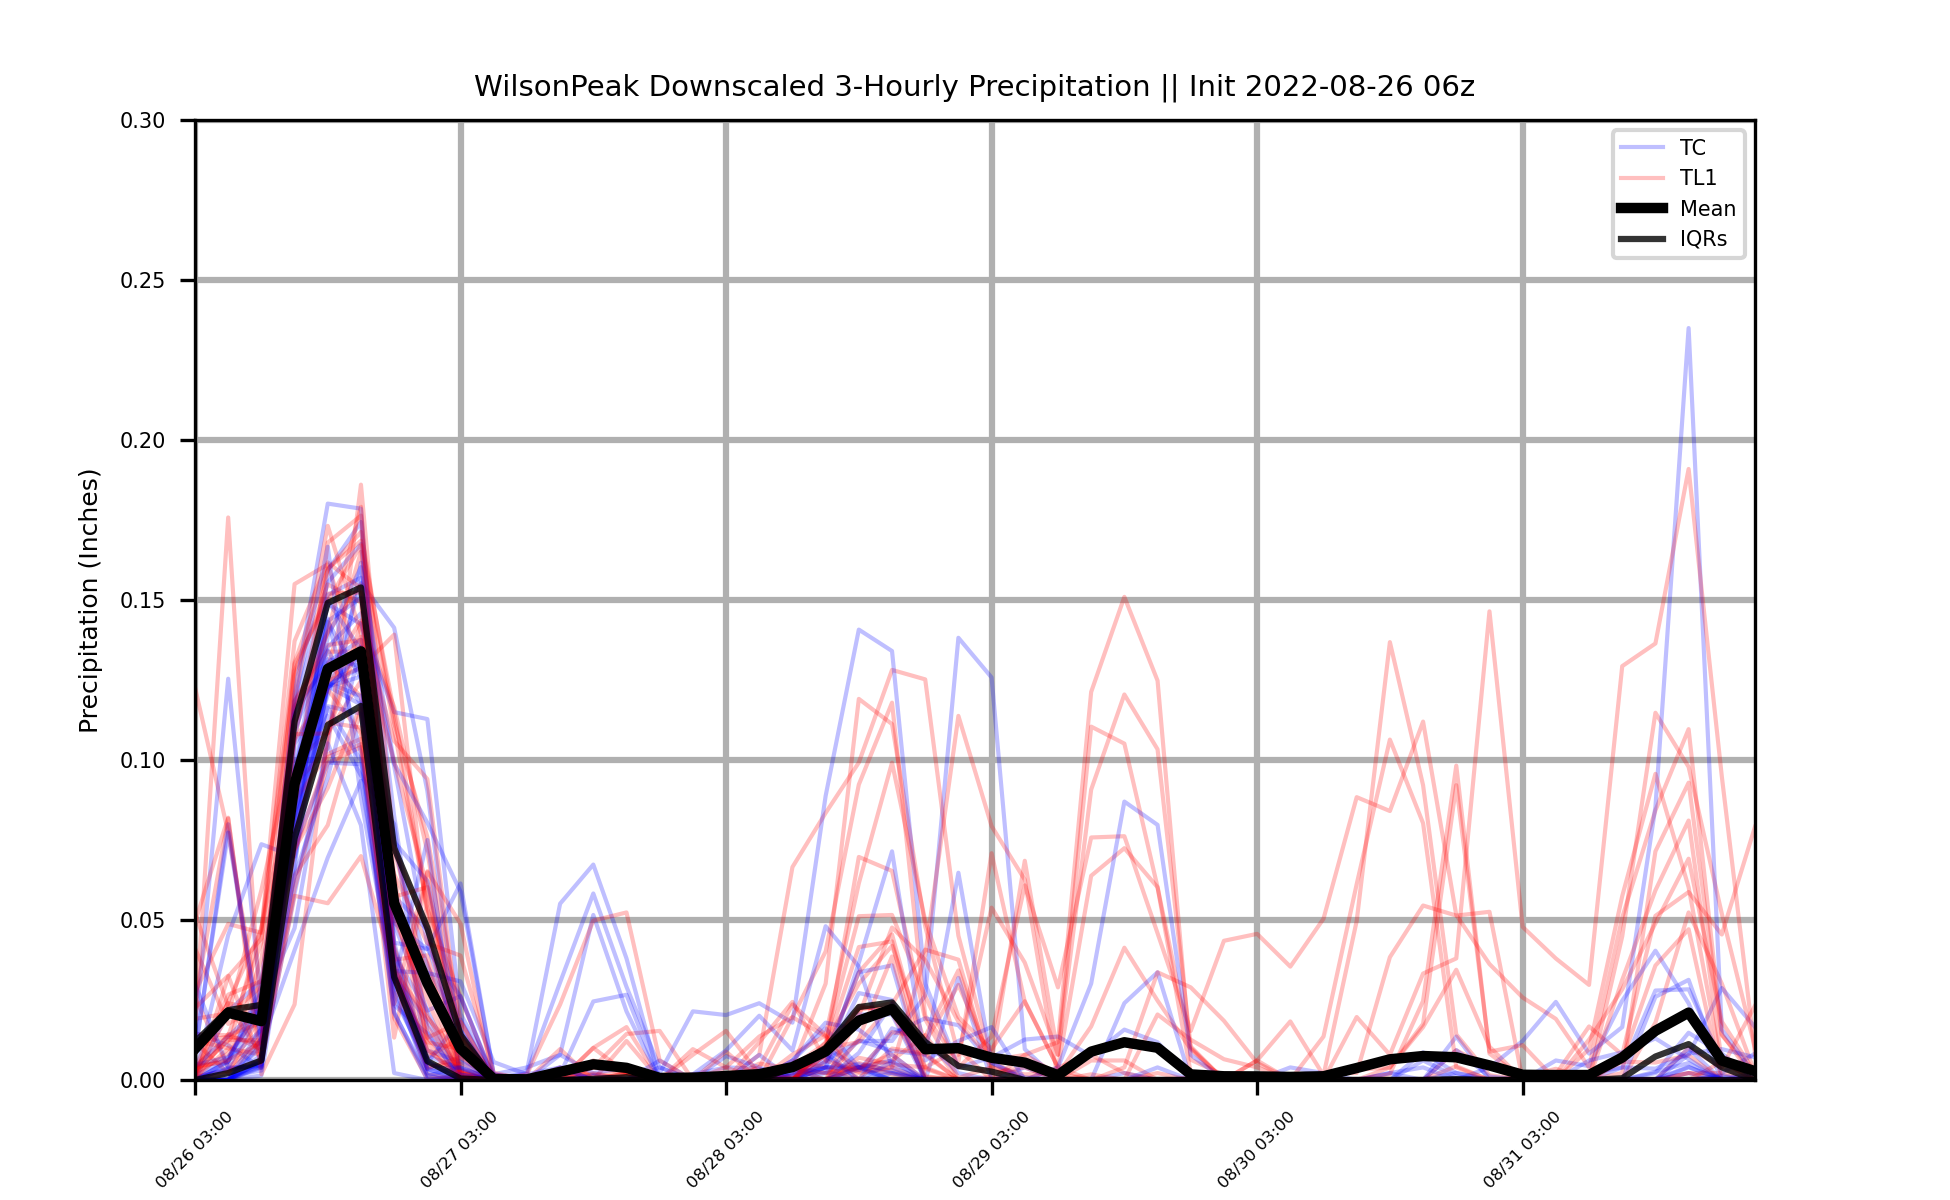 WilsonPeak Downscaled 3-Hourly Precipitation || Init 2022-08-26 06z
TC
TL1
Mean
IQRs
Precipitation (Inches)
0.30
0.25
0.20
0.15
0.10
0.05
0.00
08/26 03:00
08/27 03:00
08/28 03:00
08/29 03:00
08/30 03:00
08/31 03:00